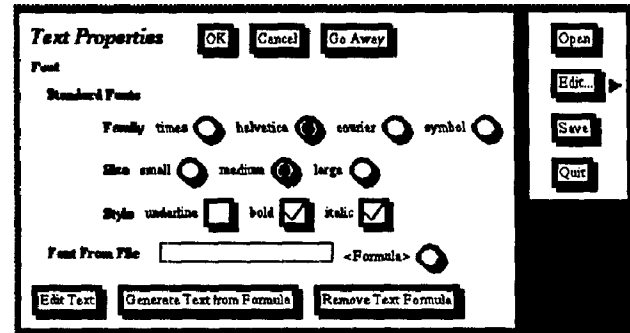 Text Properties OK Cancel Go Away
Font
Standard Fonts
Family times helvetica courier symbol
Size small medium large
Style underline bold italic
Font From File <Formula>
Edit Text Generate Text from Formula Remove Text Formula
Open
Edit...
Save
Quit